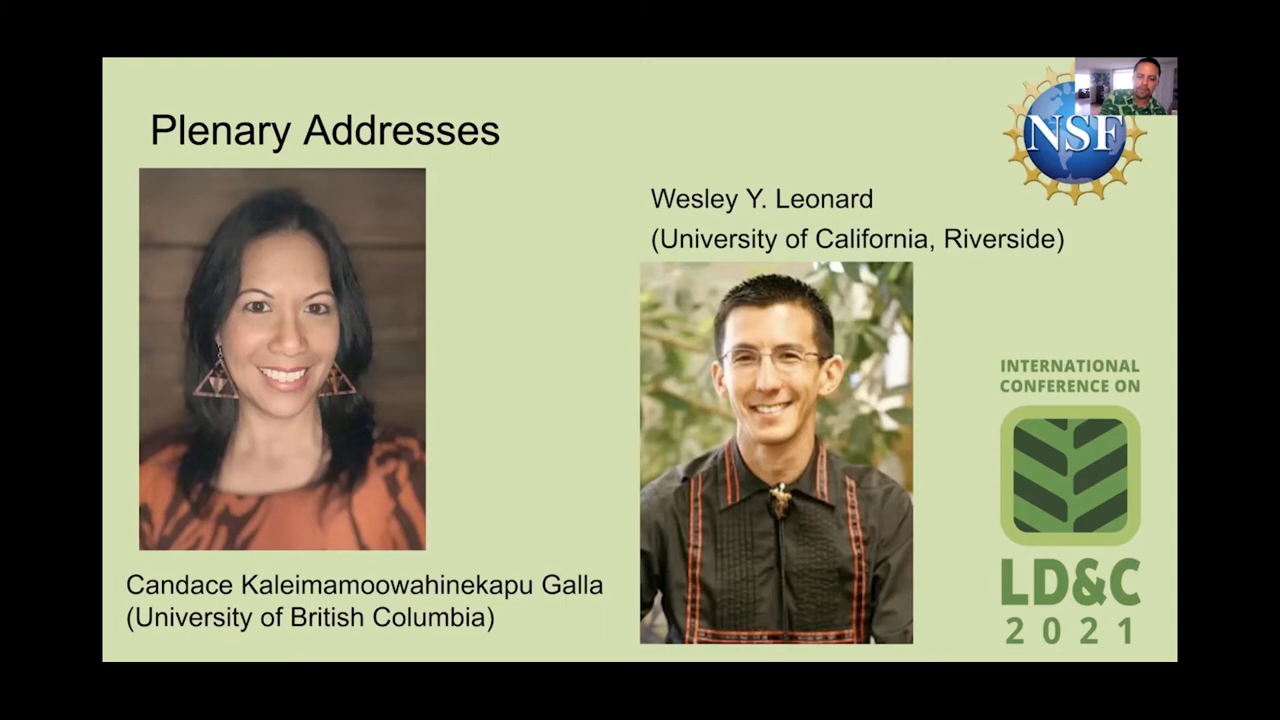 Plenary Addresses
NSF
Wesley Y. Leonard
(University of California, Riverside)
Candace Kaleimamoowahinekapu Galla
(University of British Columbia)
INTERNATIONAL
CONFERENCE ON
LD&C
2021